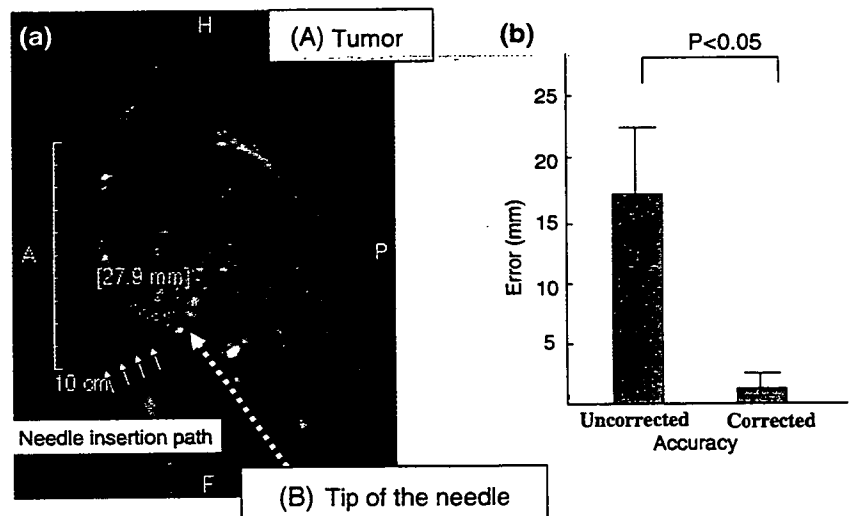 (a)
H
(A) Tumor
A
P
[27.9 mm]
10 cm
Needle insertion path
F
(B) Tip of the needle
(b)
P<0.05
25
20
15
10
5
Error (mm)
Uncorrected Corrected
Accuracy